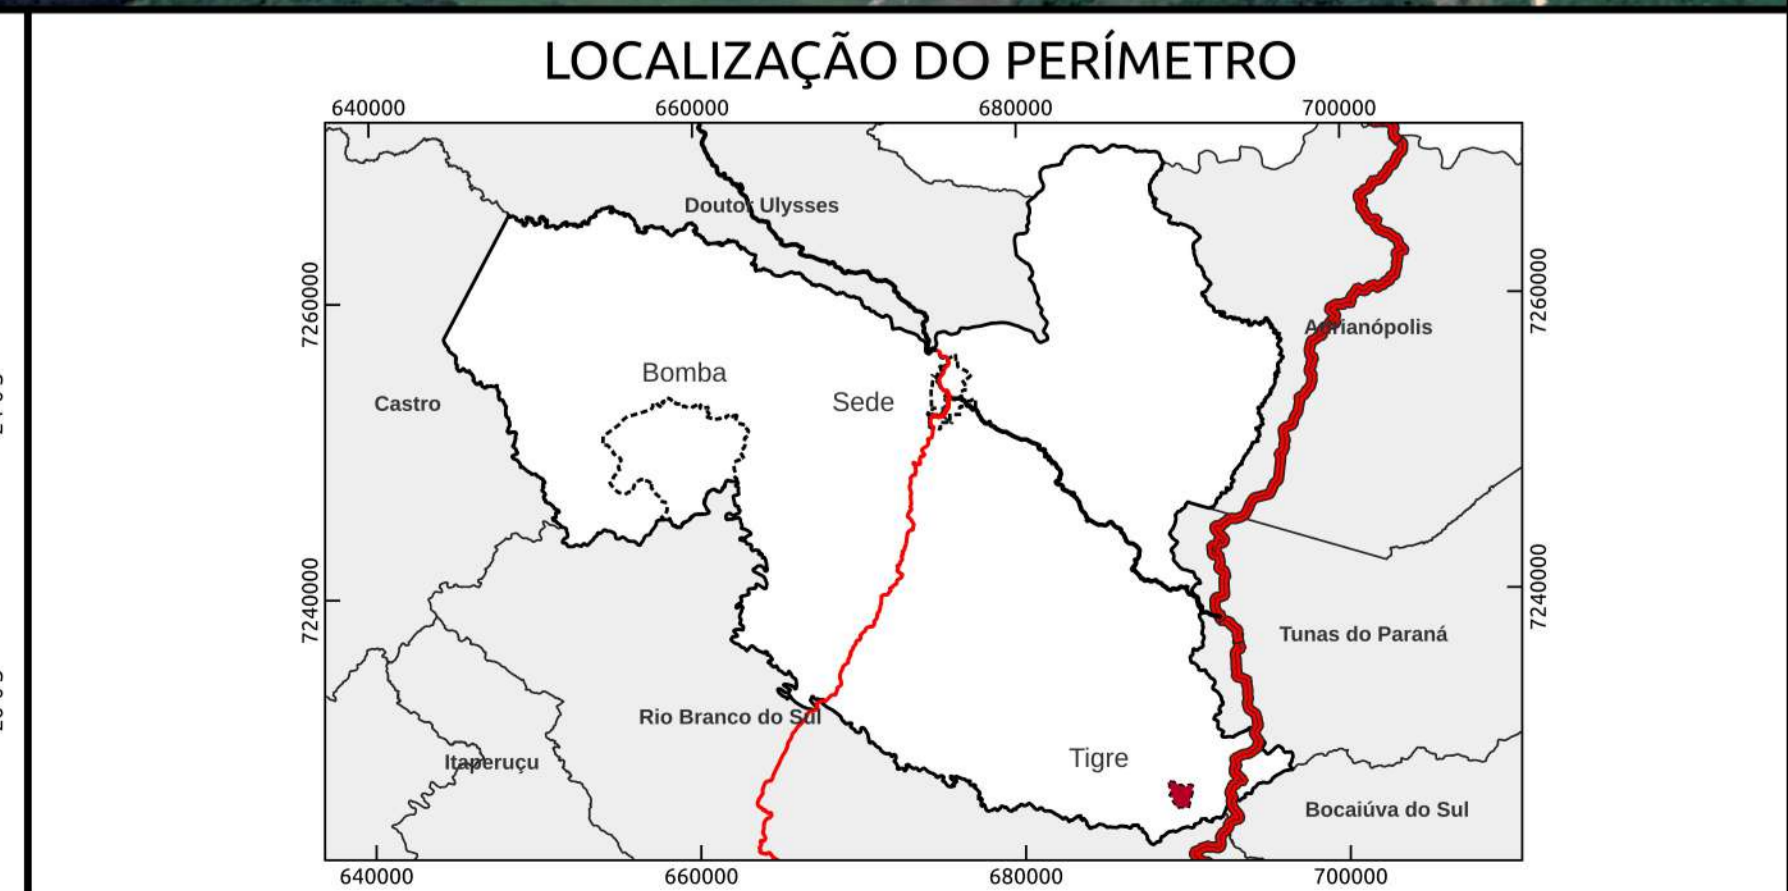 LOCALIZAÇÃO DO PERÍMETRO
640000 660000 680000 700000
Doutor Ulysses
7260000 7260000
Adrianópolis
Bomba
Castro Sede
7240000 7240000
Tunas do Paraná
Rio Branco do Sul
Itaperuçu
Tigre
Bocaiúva do Sul
640000 660000 680000 700000